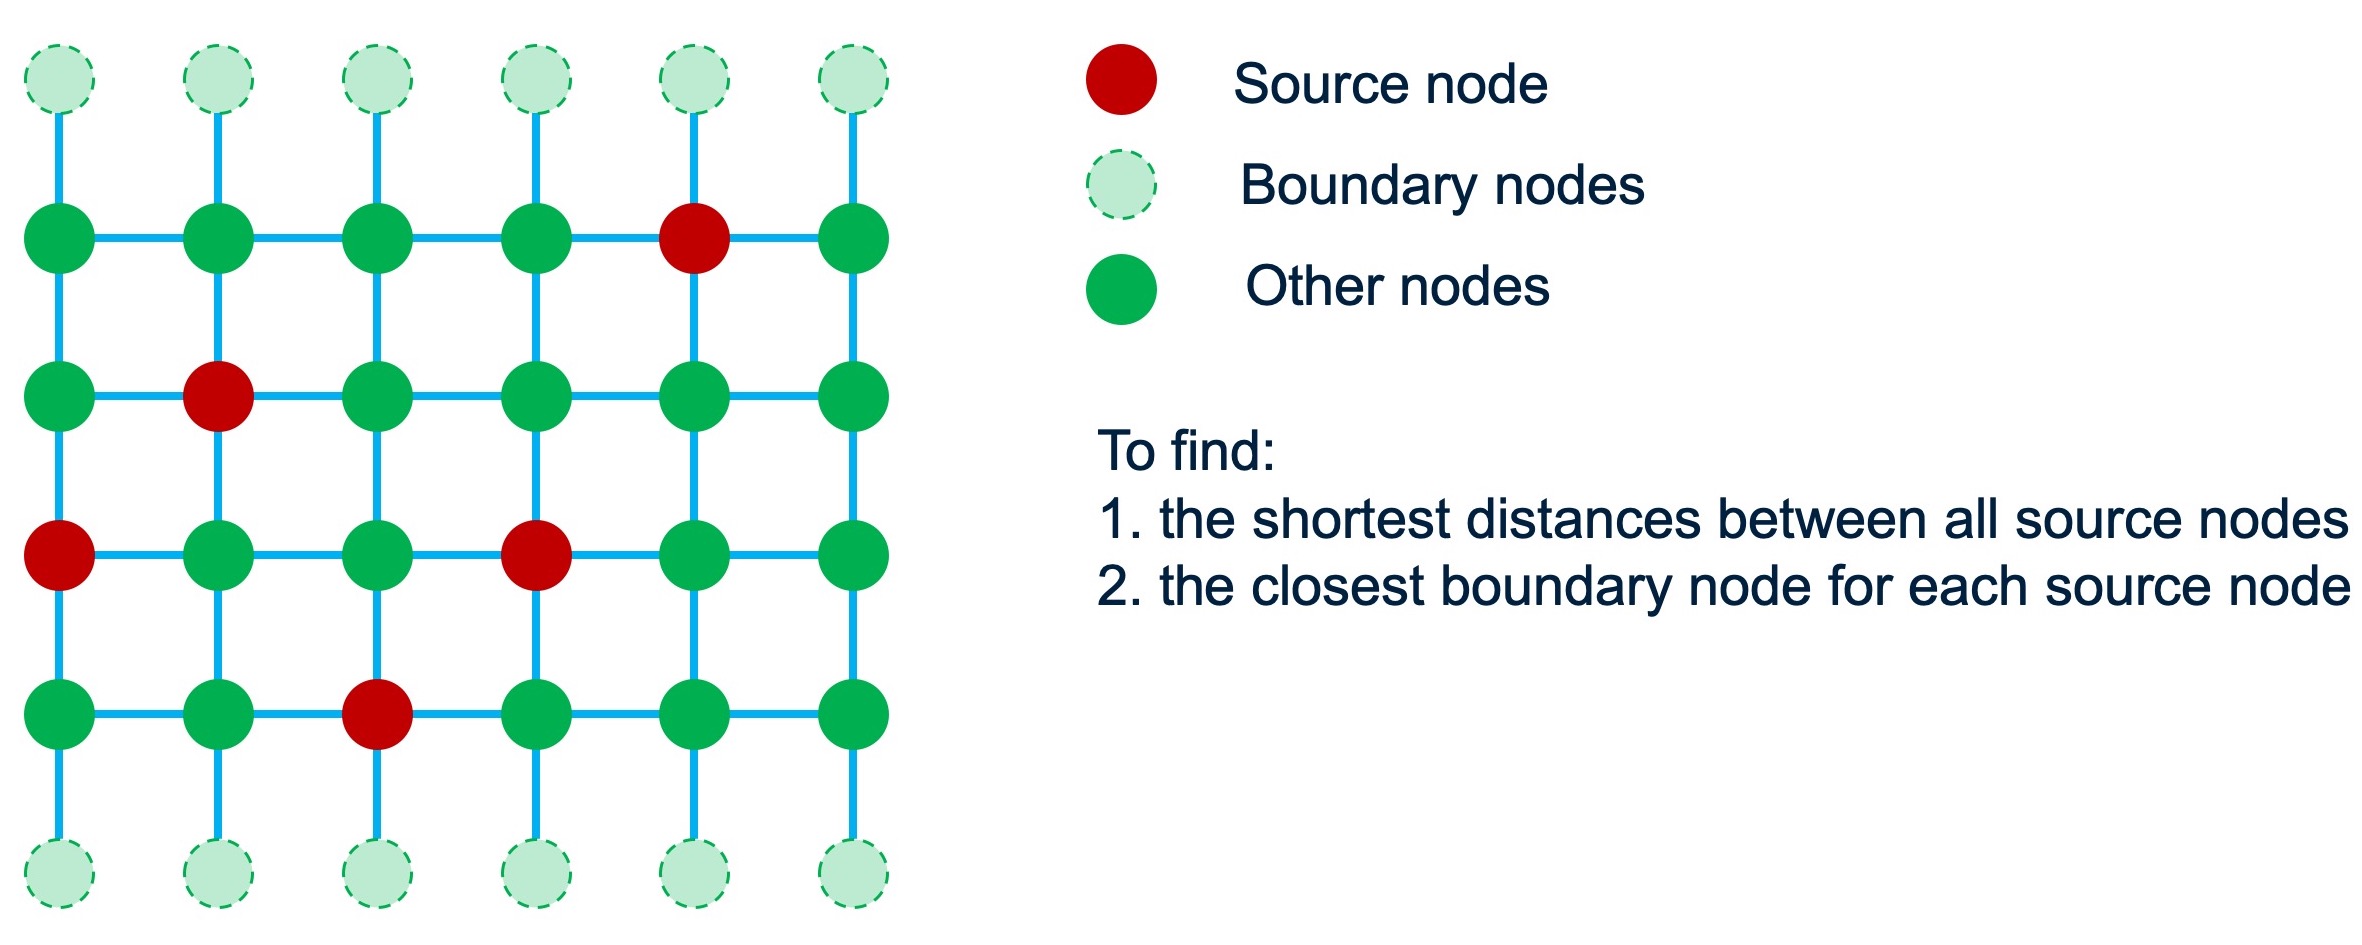 Source node
Boundary nodes
Other nodes
To find:
1. the shortest distances between all source nodes
2. the closest boundary node for each source node